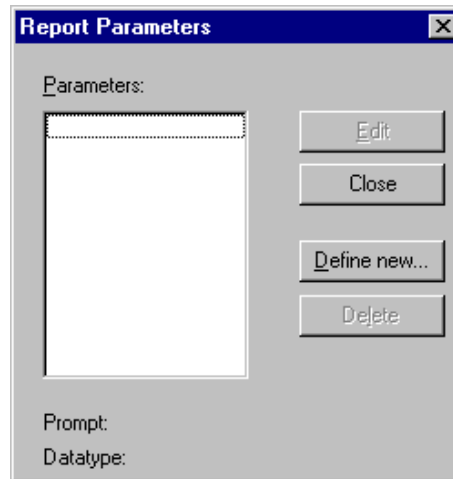 Report Parameters
Parameters:
Edit
Close
Define new...
Delete
Prompt:
Datatype: